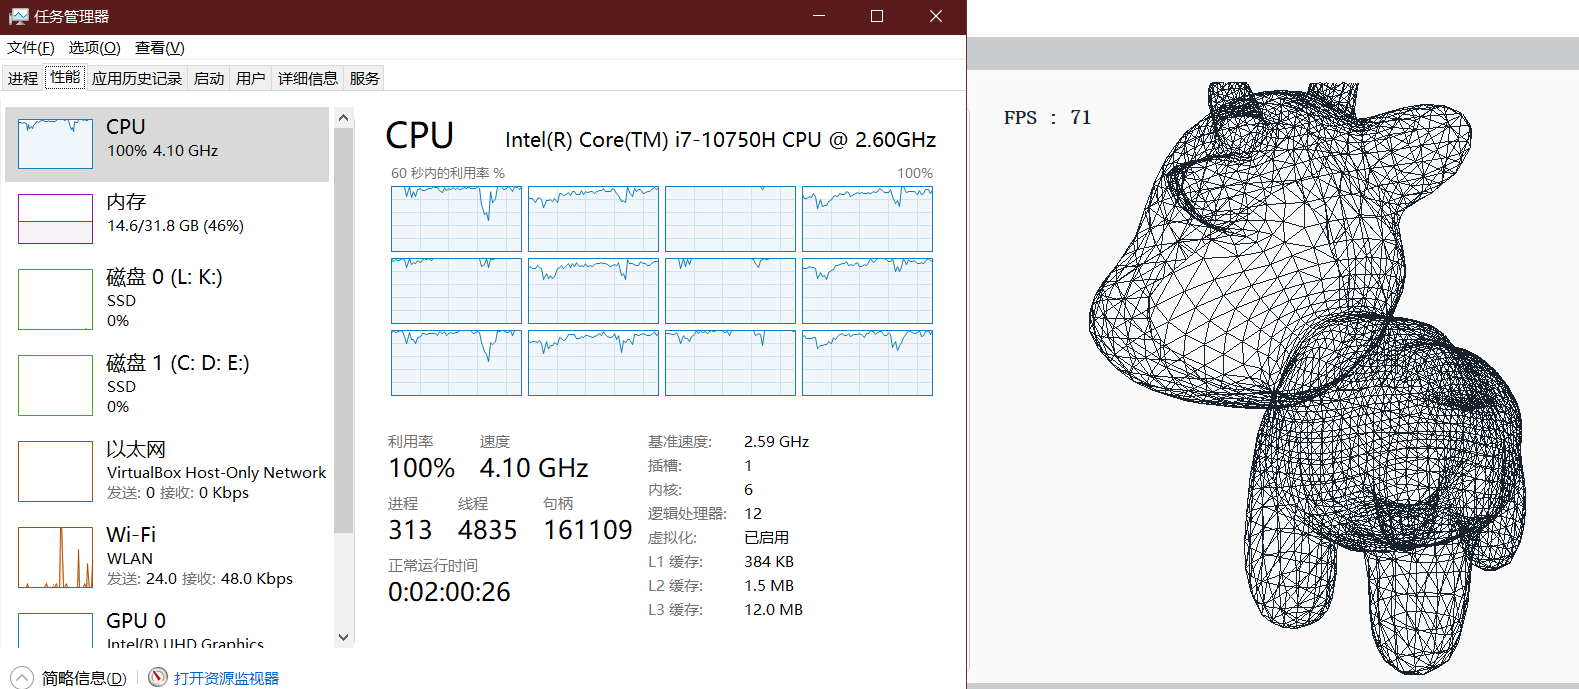 任务管理器
文件(F) 选项(O) 查看(V)
进程 性能 应用历史记录 启动 用户 详细信息 服务
CPU
100% 4.10 GHz
内存
14.6/31.8 GB (46%)
磁盘 0 (L: K:)
SSD
0%
磁盘 1 (C: D: E:)
SSD
0%
以太网
VirtualBox Host-Only Network
发送: 0 接收: 0 Kbps
Wi-Fi
WLAN
发送: 24.0 接收: 48.0 Kbps
GPU 0
Intel(R) UHD Graphics
CPU Intel(R) Core(TM) i7-10750H CPU @ 2.60GHz
60 秒内的利用率 % 100%
利用率 速度
100% 4.10 GHz
进程 线程 句柄
313 4835 161109
正常运行时间
0:02:00:26
基准速度: 2.59 GHz
插槽: 1
内核: 6
逻辑处理器: 12
虚拟化: 已启用
L1 缓存: 384 KB
L2 缓存: 1.5 MB
L3 缓存: 12.0 MB
简略信息(D) 打开资源监视器
FPS : 71